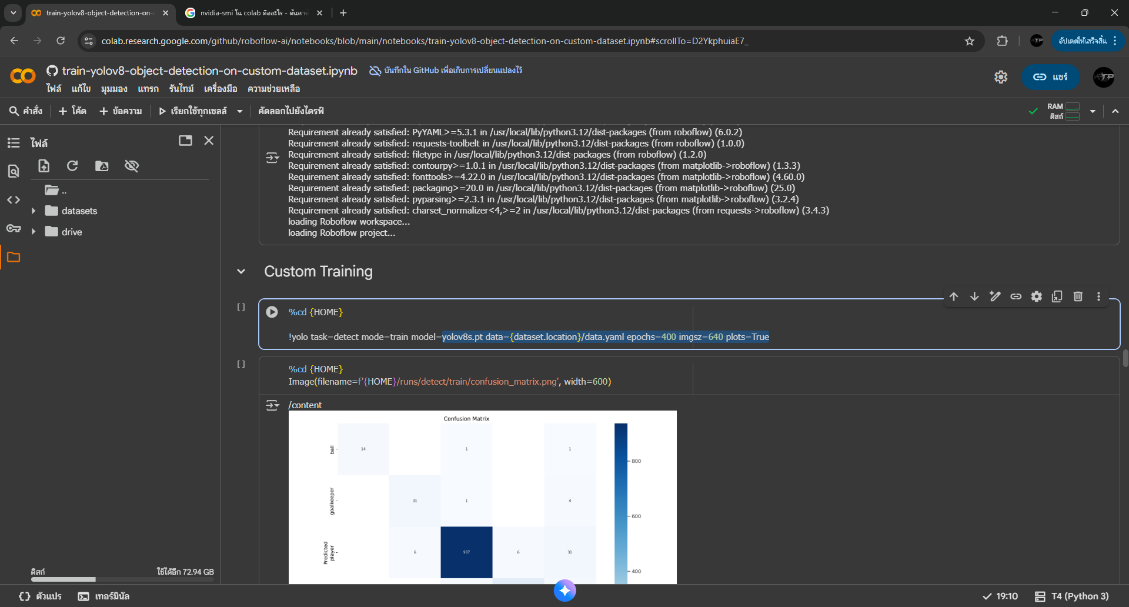 train-yolov8-object-detection-on-
nvidia-smi ใน colab คืออะไร - ค้นหา
colab.research.google.com/github/roboflow-ai/notebooks/blob/main/notebooks/train-yolov8-object-detection-on-custom-dataset.ipynb#scrollTo=D2YkphuiaE7_
อัปเดตที่เสร็จสิ้น
train-yolov8-object-detection-on-custom-dataset.ipynb
บันทึกใน GitHub เพื่อเก็บการเปลี่ยนแปลงไว้
ไฟล์ แก้ไข มุมมอง แทรก รันไทม์ เครื่องมือ ความช่วยเหลือ
แชร์
คำสั่ง + โค้ด + ข้อความ เรียกใช้ทุกเซลล์ คัดลอกไปยังไดรฟ์
RAM
ดิสก์
ไฟล์
..
datasets
drive
Requirement already satisfied: PyYAML>=5.3.1 in /usr/local/lib/python3.12/dist-packages (from roboflow) (6.0.2)
Requirement already satisfied: requests-toolbelt in /usr/local/lib/python3.12/dist-packages (from roboflow) (1.0.0)
Requirement already satisfied: filetype in /usr/local/lib/python3.12/dist-packages (from roboflow) (1.2.0)
Requirement already satisfied: contourpy>=1.0.1 in /usr/local/lib/python3.12/dist-packages (from matplotlib->roboflow) (1.3.3)
Requirement already satisfied: fonttools>=4.22.0 in /usr/local/lib/python3.12/dist-packages (from matplotlib->roboflow) (4.60.0)
Requirement already satisfied: packaging>=20.0 in /usr/local/lib/python3.12/dist-packages (from matplotlib->roboflow) (25.0)
Requirement already satisfied: pyparsing>=2.3.1 in /usr/local/lib/python3.12/dist-packages (from matplotlib->roboflow) (3.2.4)
Requirement already satisfied: charset_normalizer<4,>=2 in /usr/local/lib/python3.12/dist-packages (from requests->roboflow) (3.4.3)
loading Roboflow workspace...
loading Roboflow project...
Custom Training
[ ]
%cd {HOME}
!yolo task=detect mode=train model=yolov8s.pt data={dataset.location}/data.yaml epochs=400 imgsz=640 plots=True
[ ]
%cd {HOME}
Image(filename=f'{HOME}/runs/detect/train/confusion_matrix.png', width=600)
/content
Confusion Matrix
ball
goalkeeper
Predicted
player
800
600
400
ดิสก์ ใช้ได้อีก 72.94 GB
ตัวแปร เทอร์มินัล
19:10 T4 (Python 3)